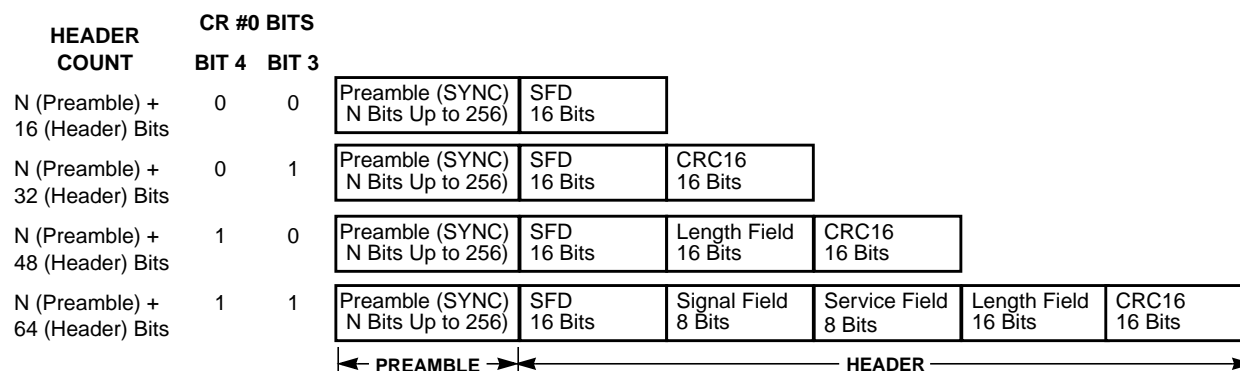 CR #0 BITS
HEADER
COUNT BIT 4 BIT 3
N (Preamble) + 0 0 Preamble (SYNC) SFD
16 (Header) Bits N Bits Up to 256) 16 Bits
N (Preamble) + 0 1 Preamble (SYNC) SFD CRC16
32 (Header) Bits N Bits Up to 256) 16 Bits 16 Bits
N (Preamble) + 1 0 Preamble (SYNC) SFD Length Field CRC16
48 (Header) Bits N Bits Up to 256) 16 Bits 16 Bits 16 Bits
N (Preamble) + 1 1 Preamble (SYNC) SFD Signal Field Service Field Length Field CRC16
64 (Header) Bits N Bits Up to 256) 16 Bits 8 Bits 8 Bits 16 Bits 16 Bits
PREAMBLE HEADER